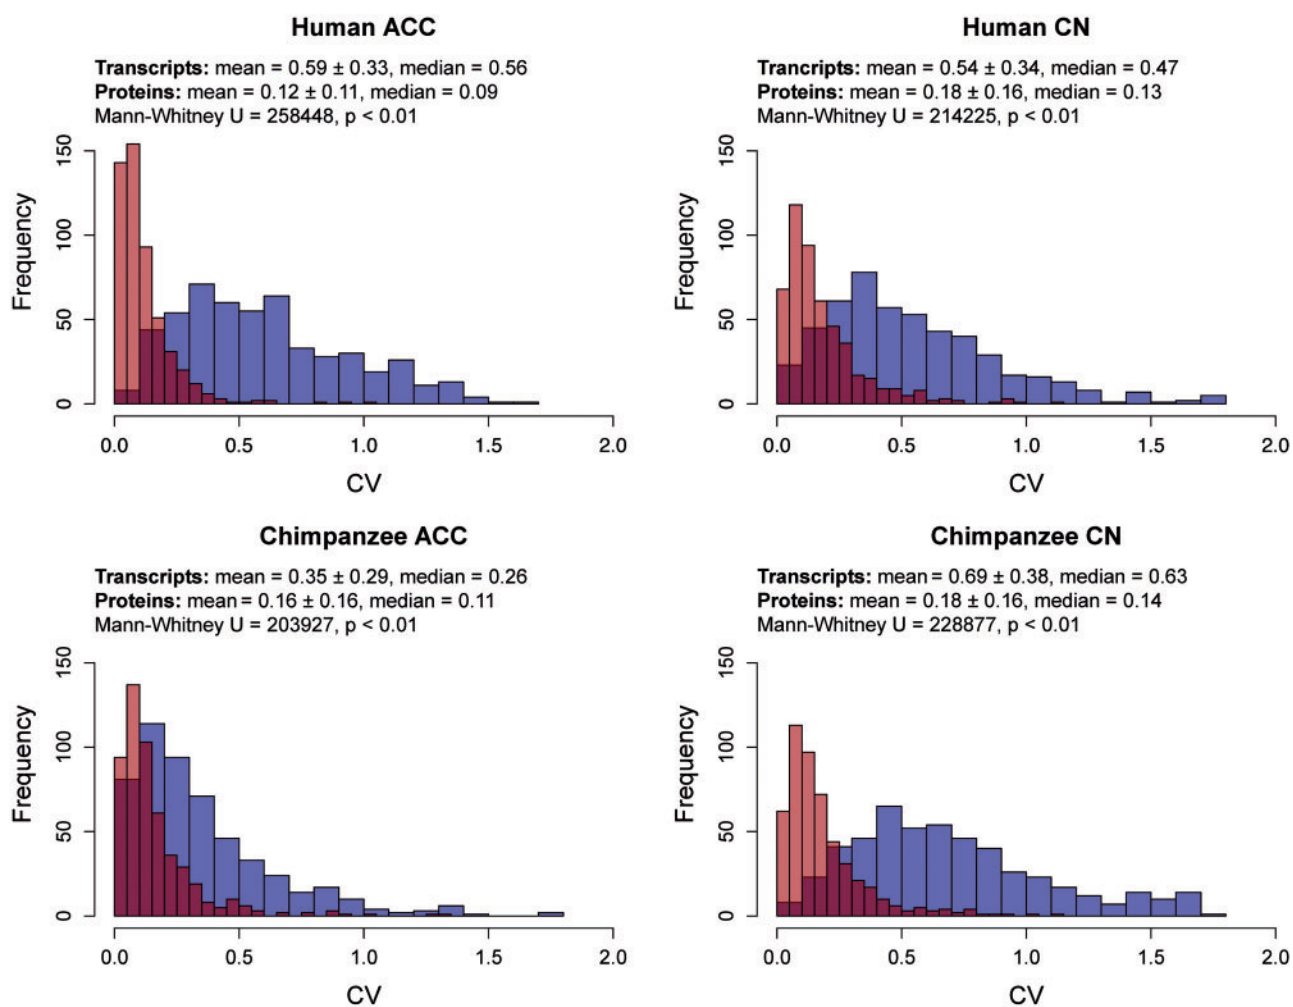 Human ACC
Transcripts: mean = 0.59 ± 0.33, median = 0.56
Proteins: mean = 0.12 ± 0.11, median = 0.09
Mann-Whitney U = 258448, p < 0.01
150
100
50
0
Frequency
0.0 0.5 1.0 1.5 2.0
CV
Human CN
Trancripts: mean = 0.54 ± 0.34, median = 0.47
Proteins: mean = 0.18 ± 0.16, median = 0.13
Mann-Whitney U = 214225, p < 0.01
150
100
50
0
Frequency
0.0 0.5 1.0 1.5 2.0
CV
Chimpanzee ACC
Transcripts: mean = 0.35 ± 0.29, median = 0.26
Proteins: mean = 0.16 ± 0.16, median = 0.11
Mann-Whitney U = 203927, p < 0.01
150
100
50
0
Frequency
0.0 0.5 1.0 1.5 2.0
CV
Chimpanzee CN
Transcripts: mean = 0.69 ± 0.38, median = 0.63
Proteins: mean = 0.18 ± 0.16, median = 0.14
Mann-Whitney U = 228877, p < 0.01
150
100
50
0
Frequency
0.0 0.5 1.0 1.5 2.0
CV